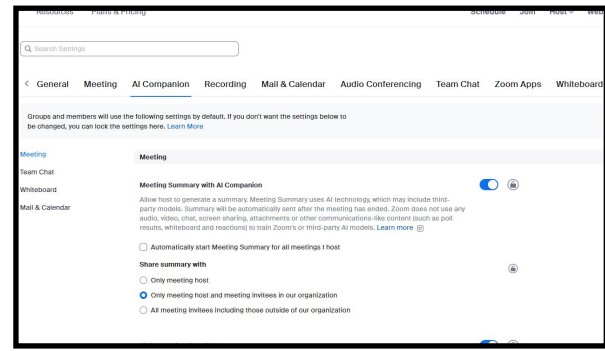 Resources Plans & Pricing Schedule Join Host Web
Search Settings
General Meeting AI Companion Recording Mail & Calendar Audio Conferencing Team Chat Zoom Apps Whiteboard
Groups and members will use the following settings by default. If you don't want the settings below to
be changed, you can lock the settings here. Learn More
Meeting
Team Chat
Whiteboard
Mail & Calendar
Meeting
Meeting Summary with AI Companion
Allow host to generate a summary. Meeting Summary uses AI technology, which may include third-
party models. Summary will be automatically sent after the meeting has ended. Zoom does not use any
audio, video, chat, screen sharing, attachments or other communications-like content (such as poll
results, whiteboard and reactions) to train Zoom's or third-party AI models. Learn more
Automatically start Meeting Summary for all meetings I host
Share summary with
Only meeting host
Only meeting host and meeting invitees in our organization
All meeting invitees including those outside of our organization